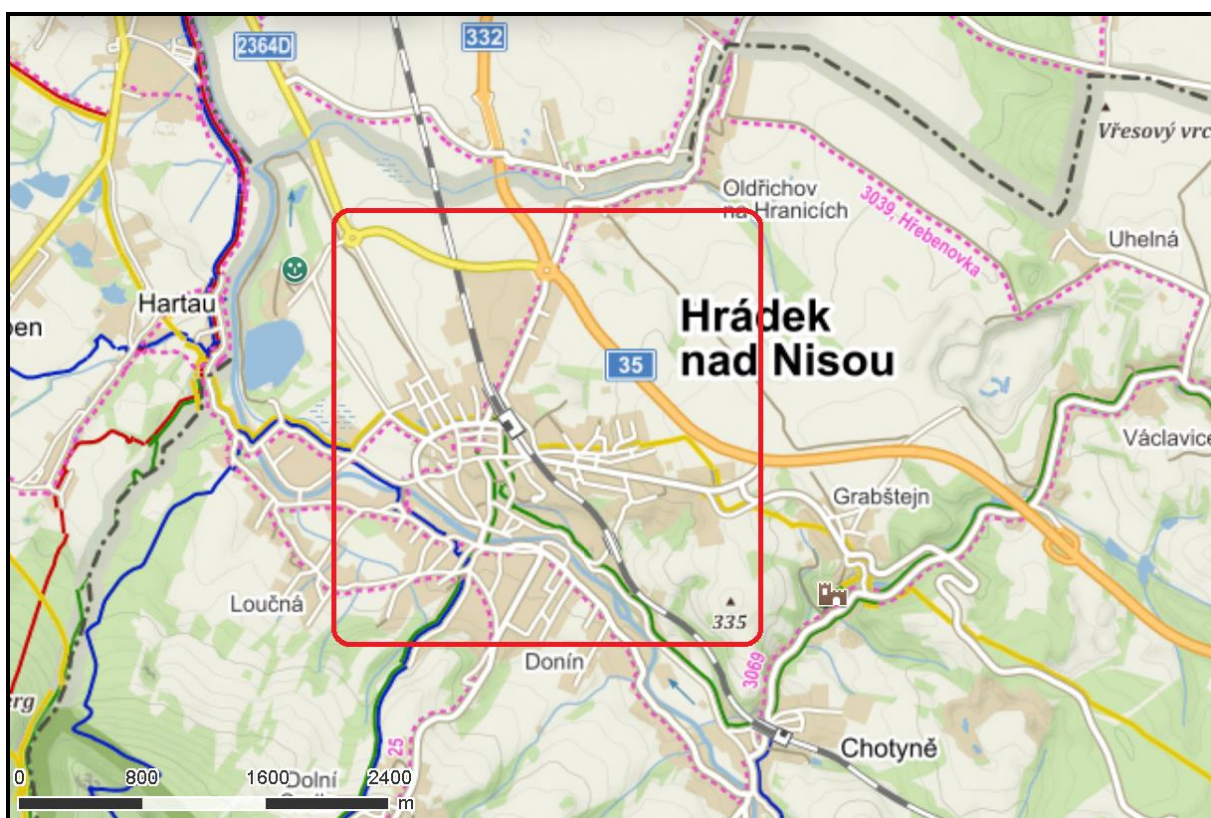 2364D
332
Vřesový vrc
Oldřichov
na Hranicích
3039, Hřebenovka
Uhelná
Hartau
en
Hrádek
nad Nisou
35
Václavice
Grabštejn
Loučná
335
Donín
3069
erg
25
Chotyně
0 800 1600 2400
m
Dolní